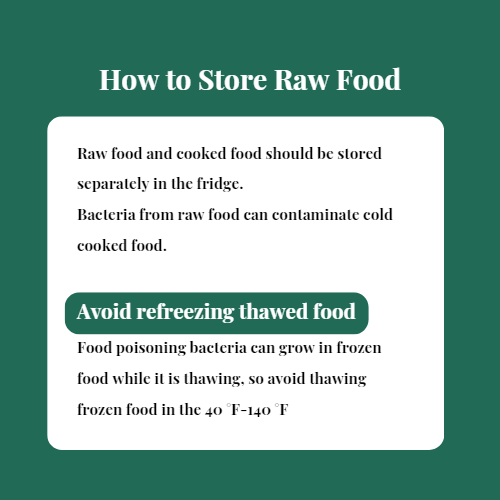 How to Store Raw Food
Raw food and cooked food should be stored
separately in the fridge.
Bacteria from raw food can contaminate cold
cooked food.
Avoid refreezing thawed food
Food poisoning bacteria can grow in frozen
food while it is thawing, so avoid thawing
frozen food in the 40 °F-140 °F